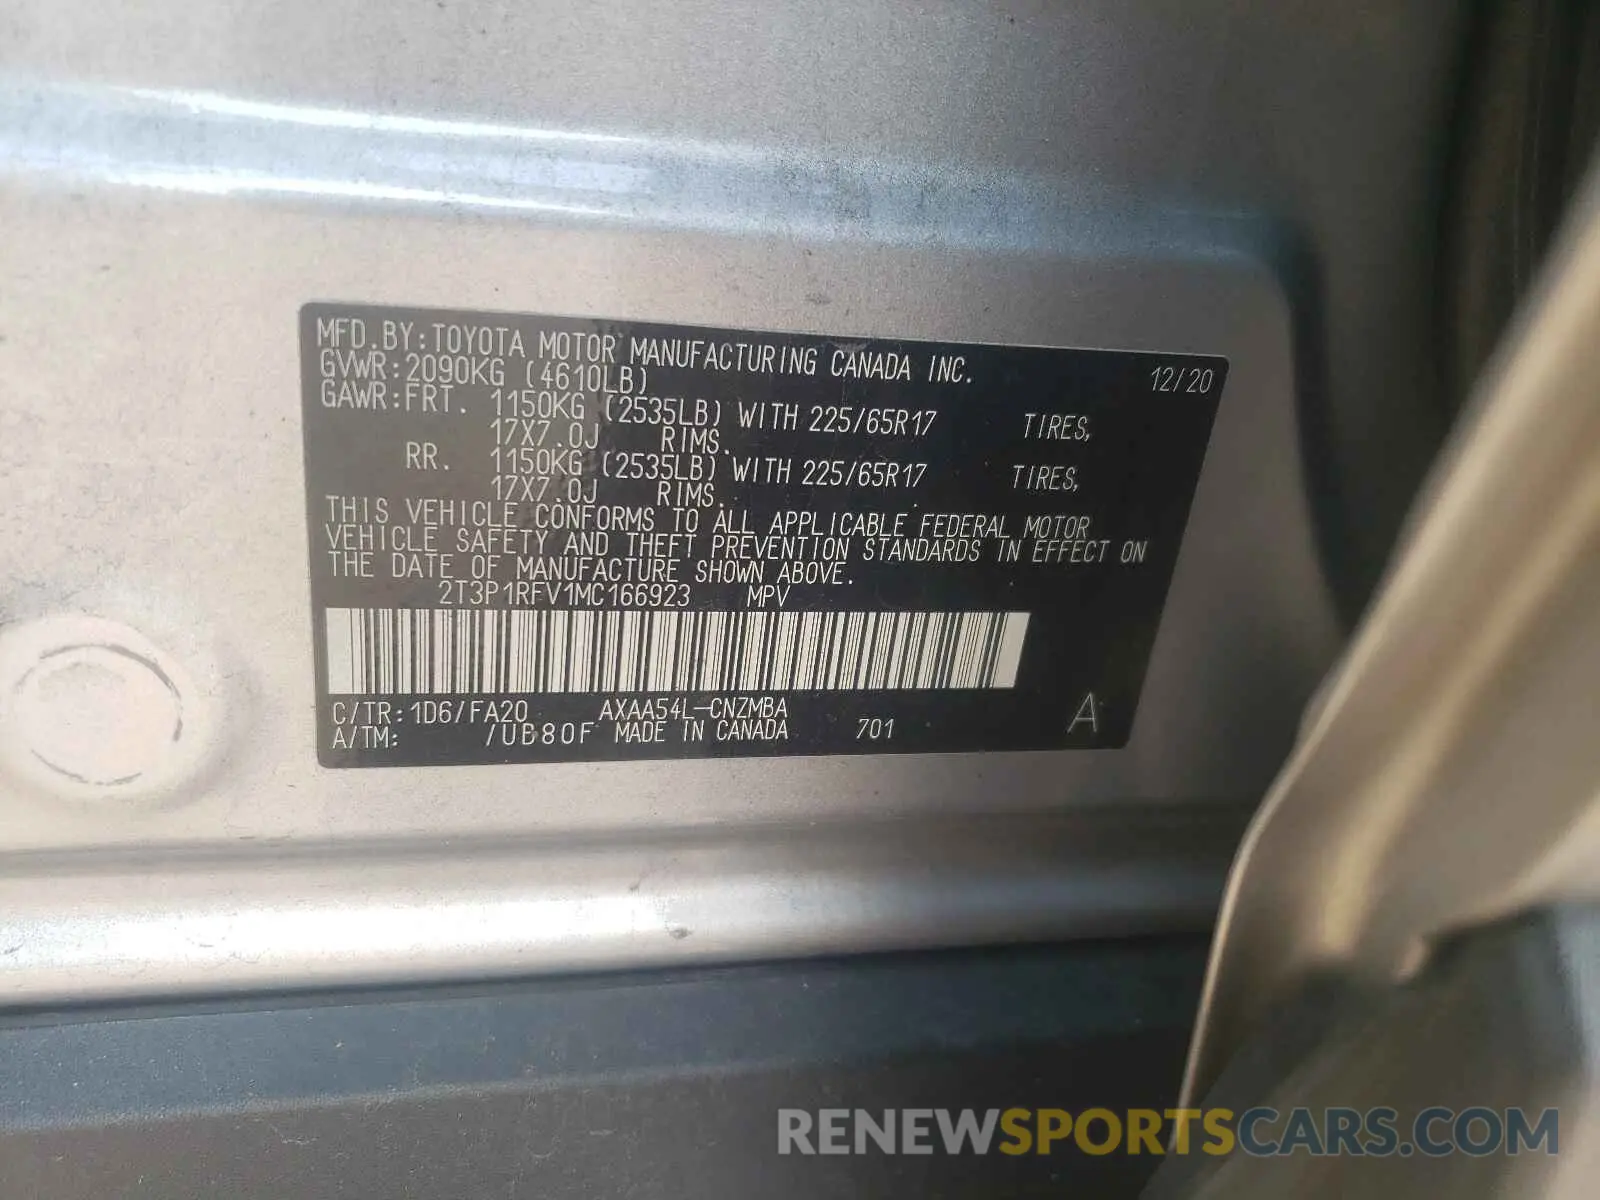 MFD.BY:TOYOTA MOTOR MANUFACTURING CANADA INC. 12/20
GVWR:2090KG (4610LB)
GAWR:FRT. 1150KG (2535LB) WITH 225/65R17 TIRES,
17X7.0J RIMS.
RR. 1150KG (2535LB) WITH 225/65R17 TIRES,
17X7.0J RIMS.
THIS VEHICLE CONFORMS TO ALL APPLICABLE FEDERAL MOTOR
VEHICLE SAFETY AND THEFT PREVENTION STANDARDS IN EFFECT ON
THE DATE OF MANUFACTURE SHOWN ABOVE.
2T3P1RFV1MC166923 MPV
C/TR:1D6/FA20 AXAA54L-CNZMBA
A/TM: /UB80F MADE IN CANADA 701 A
RENEWSPORTSCARS.COM